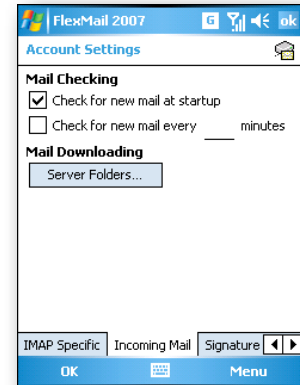 FlexMail 2007 G ok
Account Settings
Mail Checking
Check for new mail at startup
Check for new mail every ___ minutes
Mail Downloading
Server Folders...
IMAP Specific Incoming Mail Signature
OK Menu